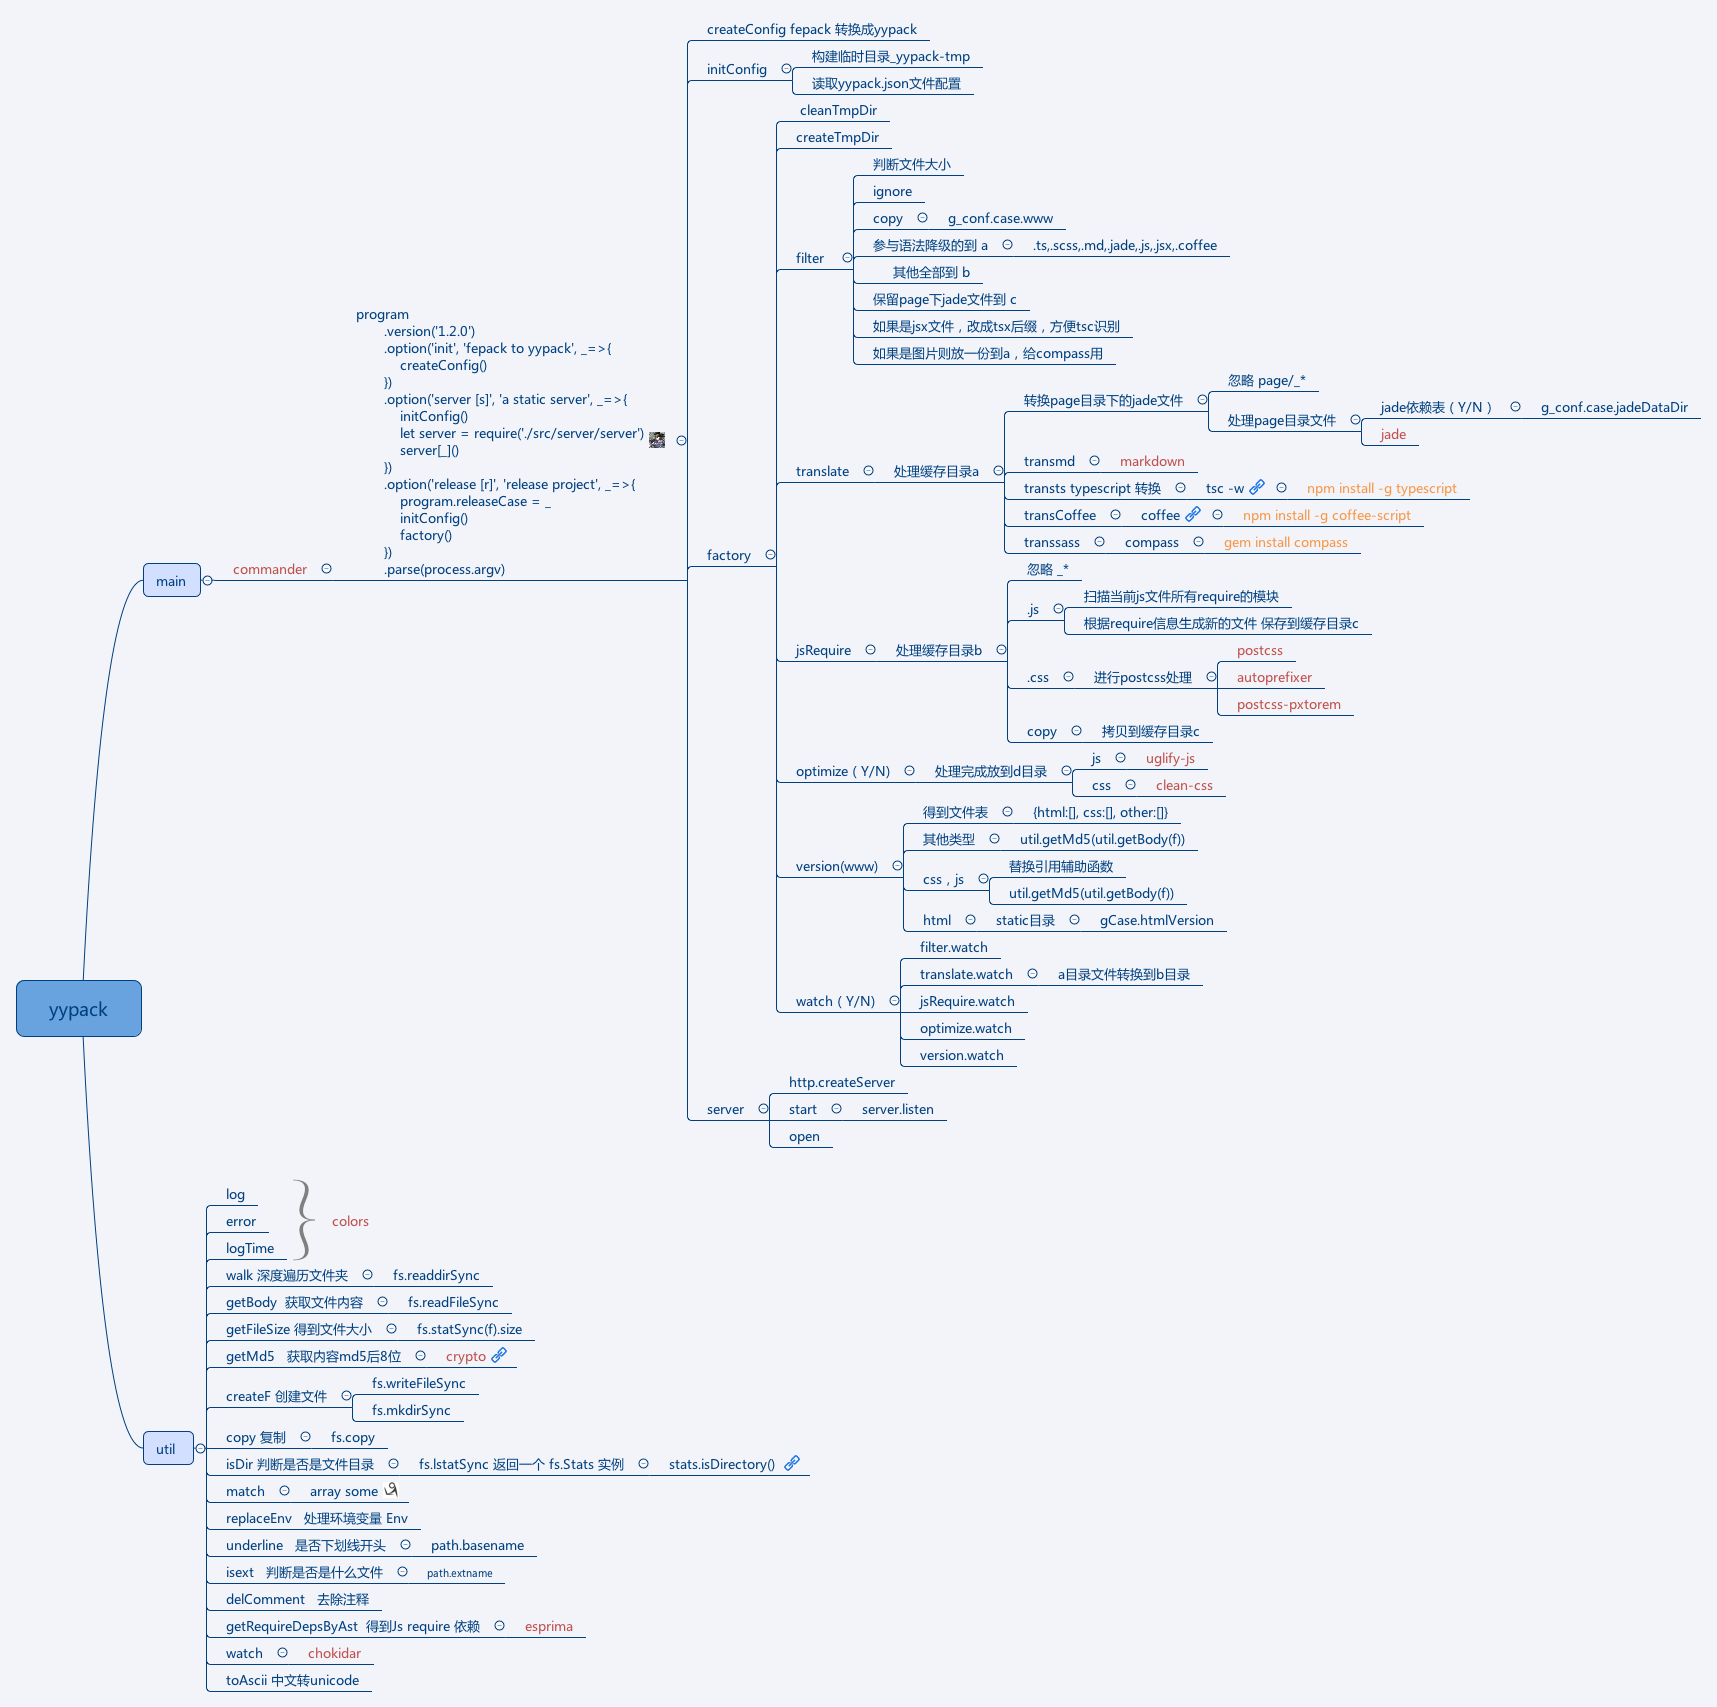 yypack
main
commander
program
.version('1.2.0')
.option('init', 'fepack to yypack', _=>{
createConfig()
})
.option('server [s]', 'a static server', _=>{
initConfig()
let server = require('./src/server/server')
server[_]()
})
.option('release [r]', 'release project', _=>{
program.releaseCase = _
initConfig()
factory()
})
.parse(process.argv)
createConfig fepack 转换成yypack
initConfig
构建临时目录_yypack-tmp
读取yypack.json文件配置
factory
cleanTmpDir
createTmpDir
filter
判断文件大小
ignore
copy
g_conf.case.www
参与语法降级的到 a
.ts,.scss,.md,.jade,.js,.jsx,.coffee
其他全部到 b
保留page下jade文件到 c
如果是jsx文件，改成tsx后缀，方便tsc识别
如果是图片则放一份到a，给compass用
translate
处理缓存目录a
转换page目录下的jade文件
忽略 page/_*
处理page目录文件
jade依赖表（Y/N ）
g_conf.case.jadeDataDir
jade
transmd
markdown
transts typescript 转换
tsc -w
npm install -g typescript
transCoffee
coffee
npm install -g coffee-script
transsass
compass
gem install compass
jsRequire
处理缓存目录b
忽略 _*
.js
扫描当前js文件所有require的模块
根据require信息生成新的文件 保存到缓存目录c
.css
进行postcss处理
postcss
autoprefixer
postcss-pxtorem
copy
拷贝到缓存目录c
optimize（ Y/N）
处理完成放到d目录
js
uglify-js
css
clean-css
version(www)
得到文件表
{html:[], css:[], other:[]}
其他类型
util.getMd5(util.getBody(f))
css，js
替换引用辅助函数
util.getMd5(util.getBody(f))
html
static目录
gCase.htmlVersion
watch（ Y/N）
filter.watch
translate.watch
a目录文件转换到b目录
jsRequire.watch
optimize.watch
version.watch
server
http.createServer
start
server.listen
open
util
log
error
logTime
colors
walk 深度遍历文件夹
fs.readdirSync
getBody 获取文件内容
fs.readFileSync
getFileSize 得到文件大小
fs.statSync(f).size
getMd5 获取内容md5后8位
crypto
createF 创建文件
fs.writeFileSync
fs.mkdirSync
copy 复制
fs.copy
isDir 判断是否是文件目录
fs.lstatSync 返回一个 fs.Stats 实例
stats.isDirectory()
match
array some
replaceEnv 处理环境变量 Env
underline 是否下划线开头
path.basename
isext 判断是否是什么文件
path.extname
delComment 去除注释
getRequireDepsByAst 得到Js require 依赖
esprima
watch
chokidar
toAscii 中文转unicode